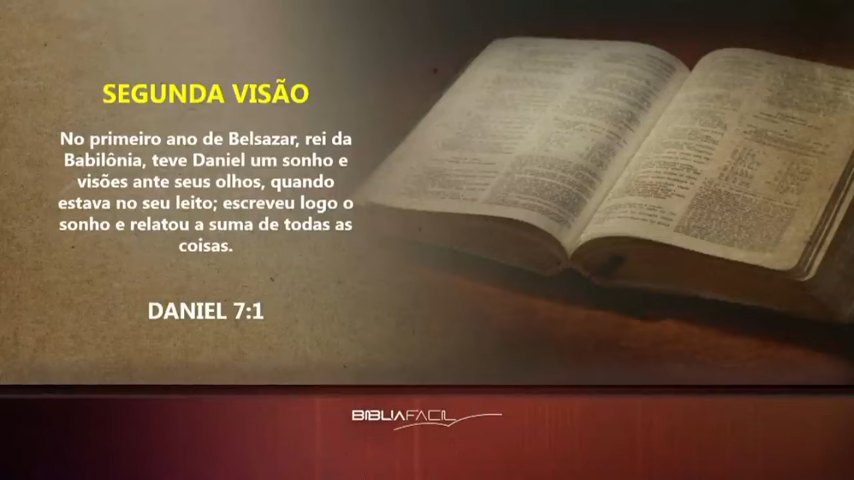 SEGUNDA VISÃO
No primeiro ano de Belsazar, rei da
Babilônia, teve Daniel um sonho e
visões ante seus olhos, quando
estava no seu leito; escreveu logo o
sonho e relatou a suma de todas as
coisas.
DANIEL 7:1
BÍBLIAFACIL